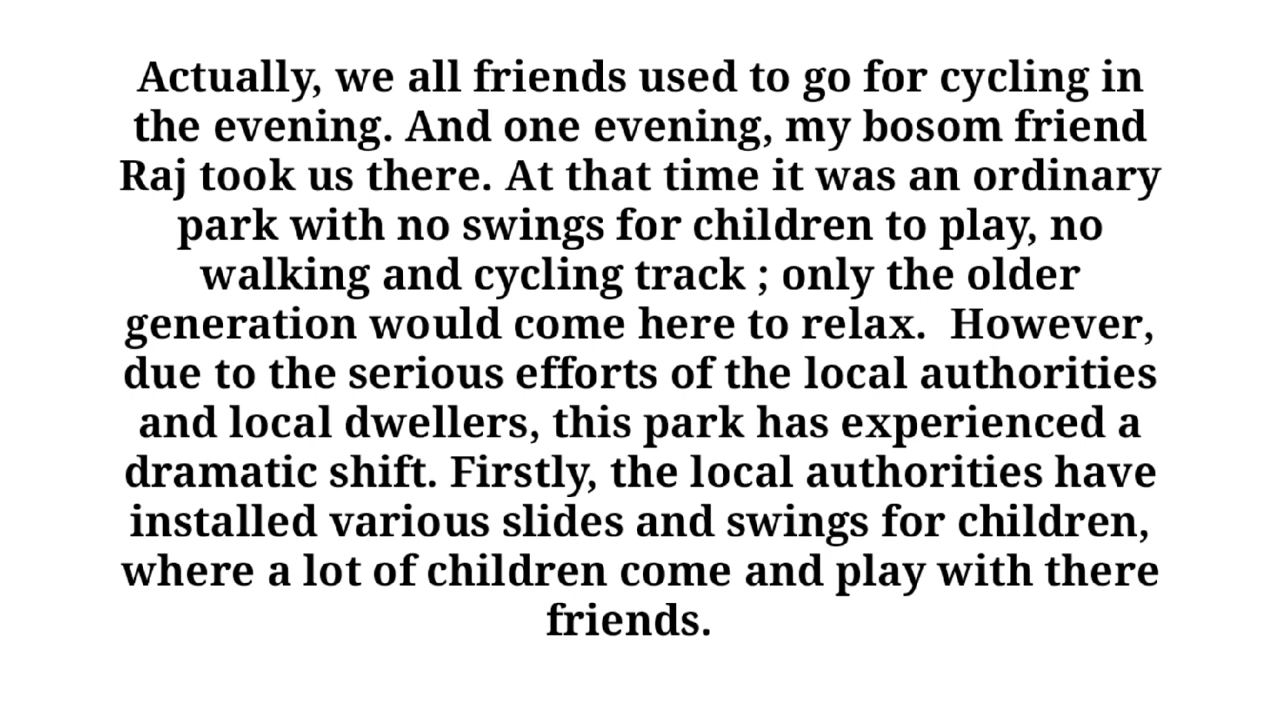 Actually, we all friends used to go for cycling in
the evening. And one evening, my bosom friend
Raj took us there. At that time it was an ordinary
park with no swings for children to play, no
walking and cycling track ; only the older
generation would come here to relax.  However,
due to the serious efforts of the local authorities
and local dwellers, this park has experienced a
dramatic shift. Firstly, the local authorities have
installed various slides and swings for children,
where a lot of children come and play with there
friends.